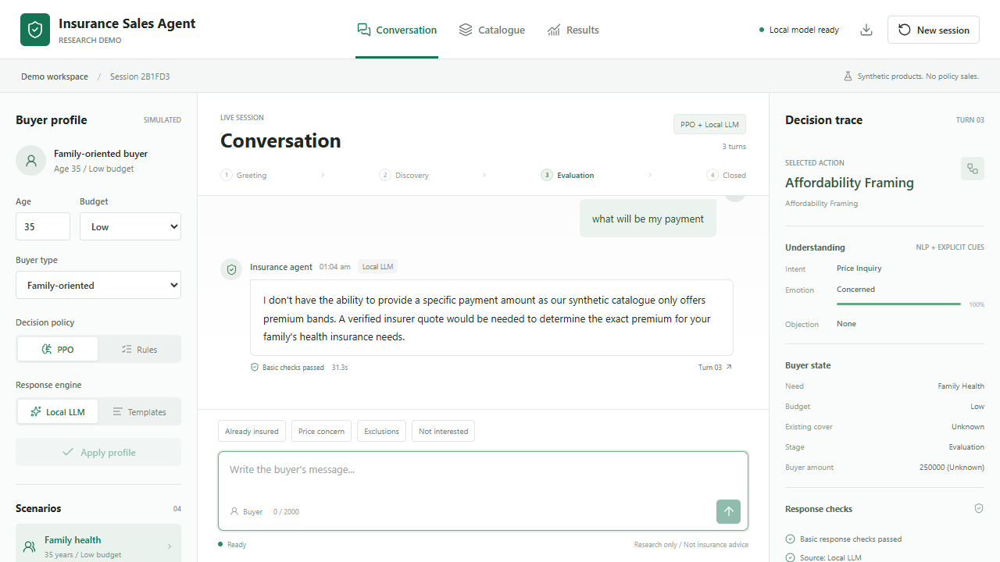 Insurance Sales Agent
RESEARCH DEMO
Conversation
Catalogue
Results
Local model ready
New session
Demo workspace / Session 2B1FD3
Synthetic products. No policy sales.
Buyer profile
SIMULATED
Family-oriented buyer
Age 35 / Low budget
Age
Budget
35
Low
Buyer type
Family-oriented
Decision policy
PPO
Rules
Response engine
Local LLM
Templates
Apply profile
Scenarios
04
Family health
35 years / Low budget
LIVE SESSION
Conversation
PPO + Local LLM
3 turns
1 Greeting
2 Discovery
3 Evaluation
4 Closed
what will be my payment
Insurance agent 01:04 am Local LLM
I don't have the ability to provide a specific payment amount as our synthetic catalogue only offers
premium bands. A verified insurer quote would be needed to determine the exact premium for your
family's health insurance needs.
Basic checks passed 31.3s
Turn 03
Already insured
Price concern
Exclusions
Not interested
Write the buyer's message...
Buyer 0 / 2000
Ready
Research only / Not insurance advice
Decision trace
TURN 03
SELECTED ACTION
Affordability Framing
Affordability Framing
Understanding
NLP + EXPLICIT CUES
Intent Price Inquiry
Emotion Concerned
100%
Objection None
Buyer state
Need Family Health
Budget Low
Existing cover Unknown
Stage Evaluation
Buyer amount 250000 (Unknown)
Response checks
Basic response checks passed
Source: Local LLM